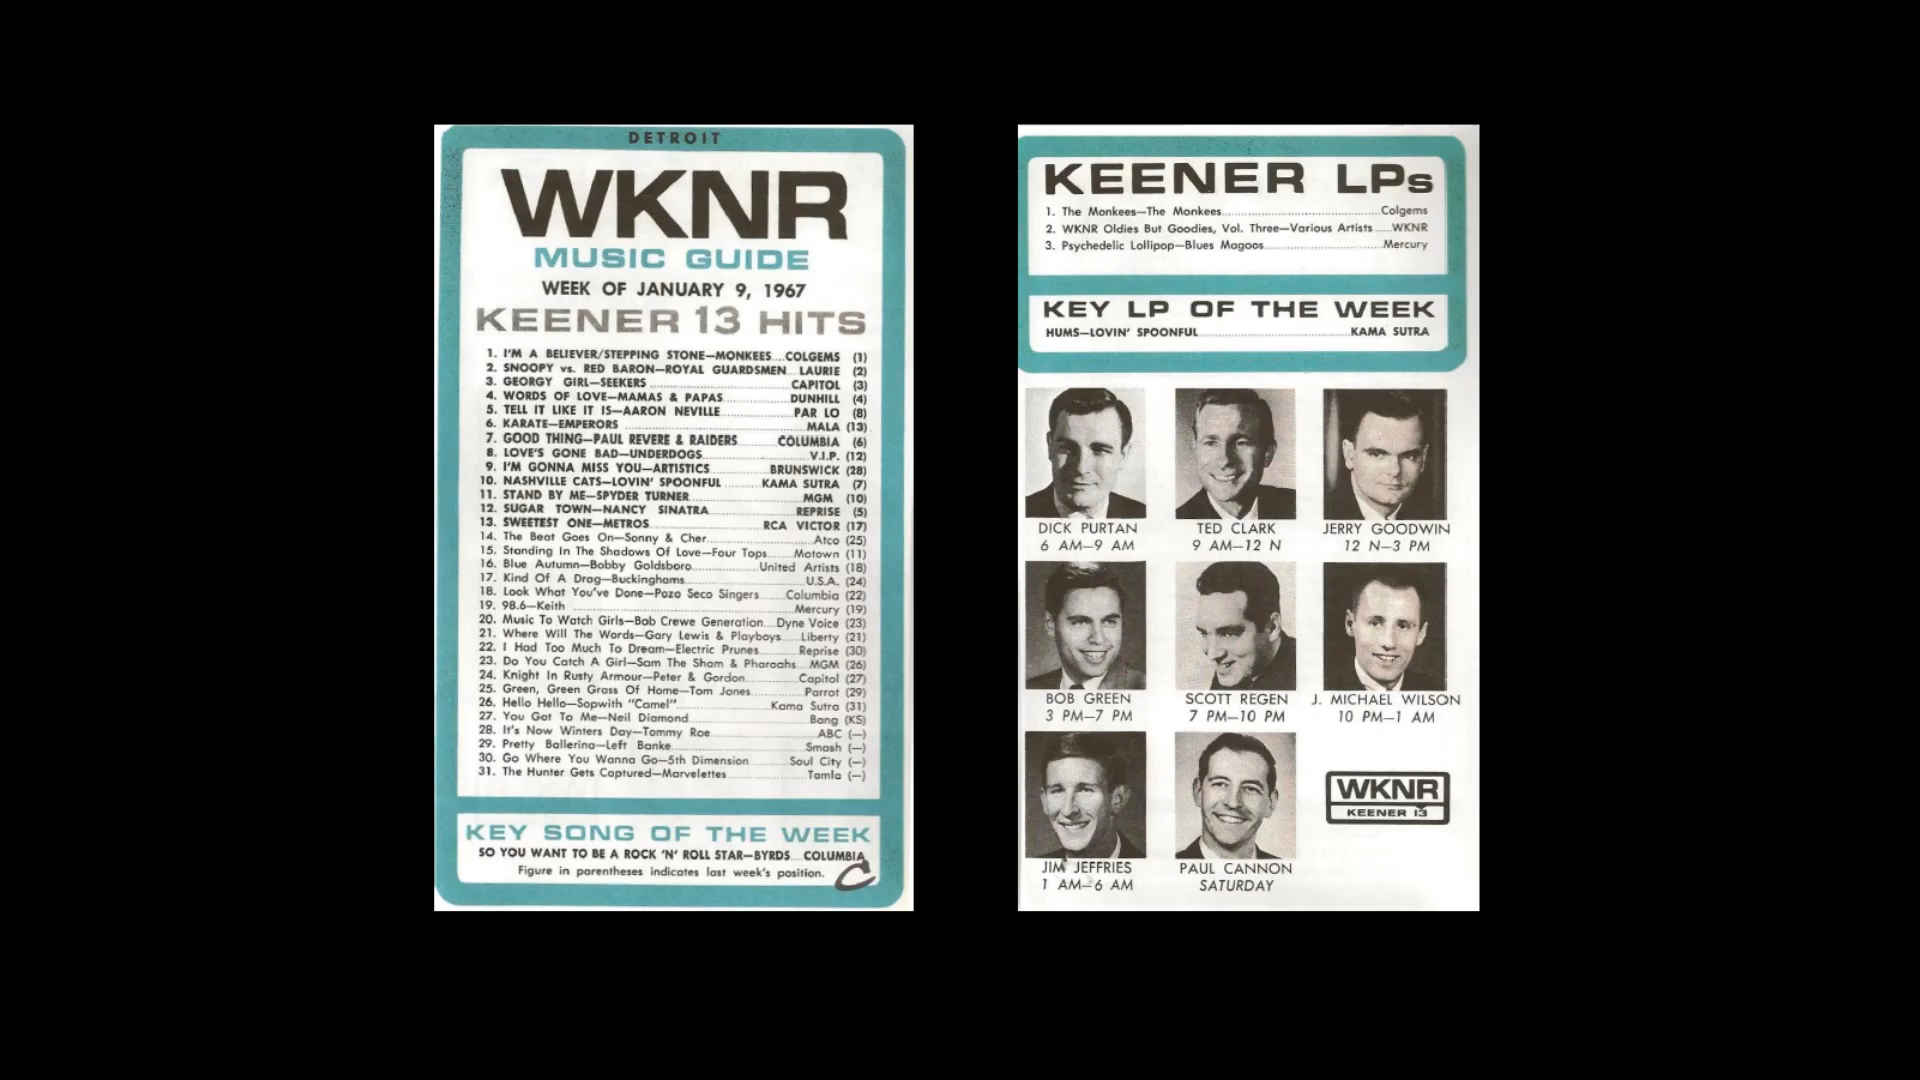 DETROIT
WKNR
MUSIC GUIDE
WEEK OF JANUARY 9, 1967
KEENER 13 HITS
1. I'M A BELIEVER/STEPPING STONE—MONKEES....COLGEMS (1)
2. SNOOPY vs. RED BARON—ROYAL GUARDSMEN LAURIE (2)
3. GEORGY GIRL—SEEKERS ........ CAPITOL (3)
4. WORDS OF LOVE—MAMAS & PAPAS........ DUNHILL (4)
5. TELL IT LIKE IT IS—AARON NEVILLE........ PAR LO (8)
6. KARATE—EMPERORS ........ MALA (13)
7. GOOD THING—PAUL REVERE & RAIDERS........ COLUMBIA (6)
8. LOVE'S GONE BAD—UNDERDOGS........ V.I.P. (12)
9. I'M GONNA MISS YOU—ARTISTICS........ BRUNSWICK (28)
10. NASHVILLE CATS—LOVIN' SPOONFUL ........ KAMA SUTRA (7)
11. STAND BY ME—SPYDER TURNER........ MGM (10)
12. SUGAR TOWN—NANCY SINATRA........ REPRISE (5)
13. SWEETEST ONE—METROS........ RCA VICTOR (17)
14. The Beat Goes On—Sonny & Cher........ Atco (25)
15. Standing In The Shadows Of Love—Four Tops........ Motown (11)
16. Blue Autumn—Bobby Goldsboro........ United Artists (18)
17. Kind Of A Drag—Buckinghams........ U.S.A. (24)
18. Look What You've Done—Pozo Seco Singers ........ Columbia (22)
19. 98.6—Keith ........ Mercury (19)
20. Music To Watch Girls—Bob Crewe Generation.... Dyne Voice (23)
21. Where Will The Words—Gary Lewis & Playboys...... Liberty (21)
22. I Had Too Much To Dream—Electric Prunes........ Reprise (30)
23. Do You Catch A Girl—Sam The Sham & Pharoahs MGM (26)
24. Knight In Rusty Armour—Peter & Gordon........ Capitol (27)
25. Green, Green Grass Of Home—Tom Jones........ Parrot (29)
26. Hello Hello—Sopwith "Camel"........ Kama Sutra (31)
27. You Got To Me—Neil Diamond........ Bang (KS)
28. It's Now Winters Day—Tommy Roe........ ABC (—)
29. Pretty Ballerina—Left Banke........ Smash (—)
30. Go Where You Wanna Go—5th Dimension ........ Soul City (—)
31. The Hunter Gets Captured—Marvelettes........ Tamla (—)
KEY SONG OF THE WEEK
SO YOU WANT TO BE A ROCK 'N' ROLL STAR—BYRDS....COLUMBIA
Figure in parentheses indicates last week's position.
KEENER LPs
1. The Monkees—The Monkees........ Colgems
2. WKNR Oldies But Goodies, Vol. Three—Various Artists......WKNR
3. Psychedelic Lollipop—Blues Magoos........ Mercury
KEY LP OF THE WEEK
HUMS—LOVIN' SPOONFUL........ KAMA SUTRA
DICK PURTAN
6 AM—9 AM
TED CLARK
9 AM—12 N
JERRY GOODWIN
12 N—3 PM
BOB GREEN
3 PM—7 PM
SCOTT REGEN
7 PM—10 PM
J. MICHAEL WILSON
10 PM—1 AM
JIM JEFFRIES
1 AM—6 AM
PAUL CANNON
SATURDAY
WKNR
KEENER 13